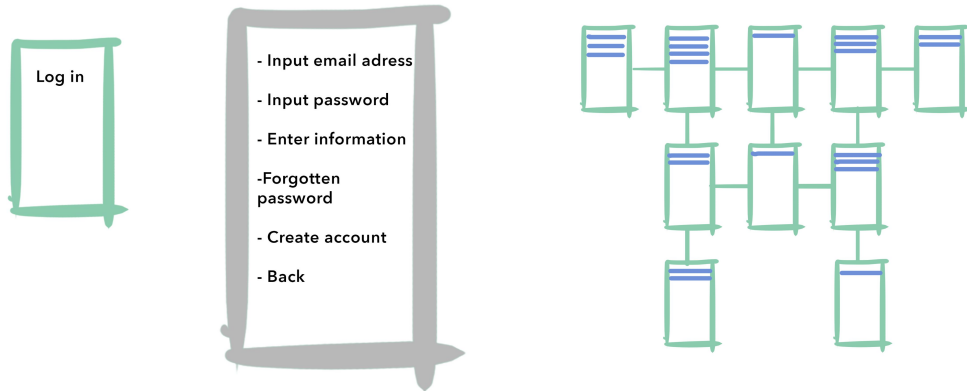 Log in
- Input email adress
- Input password
- Enter information
-Forgotten
password
- Create account
- Back